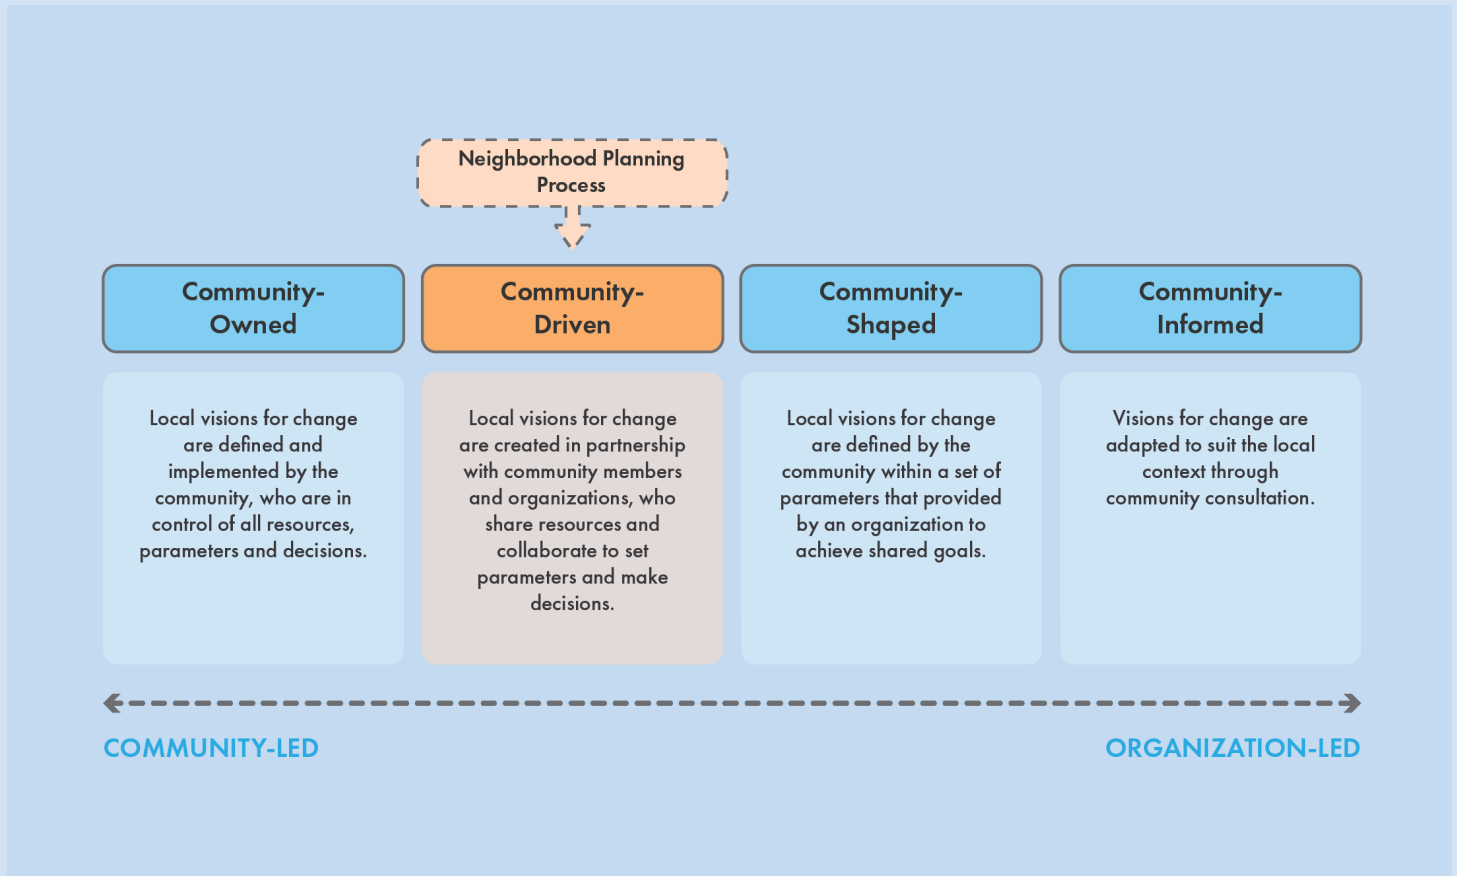 Neighborhood Planning
Process
Community-
Owned
Local visions for change
are defined and
implemented by the
community, who are in
control of all resources,
parameters and decisions.
Community-
Driven
Local visions for change
are created in partnership
with community members
and organizations, who
share resources and
collaborate to set
parameters and make
decisions.
Community-
Shaped
Local visions for change
are defined by the
community within a set of
parameters that provided
by an organization to
achieve shared goals.
Community-
Informed
Visions for change are
adapted to suit the local
context through
community consultation.
COMMUNITY-LED
ORGANIZATION-LED